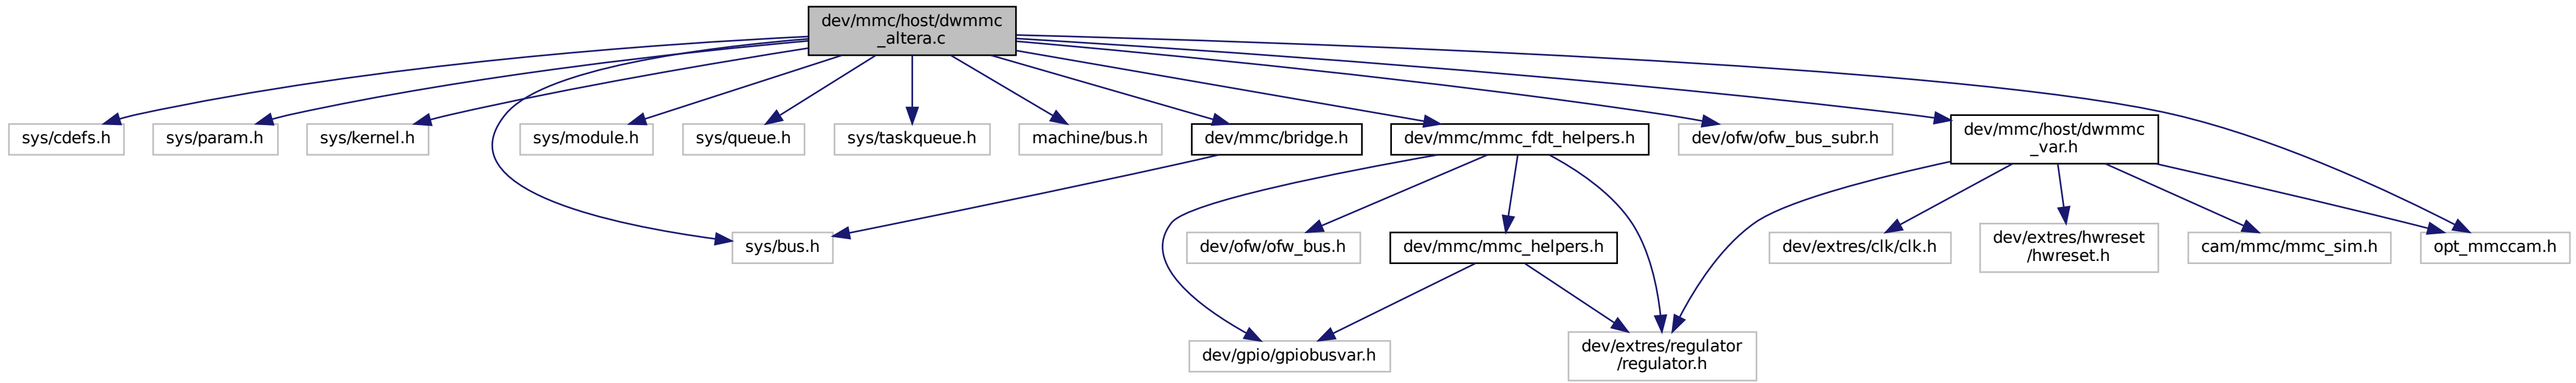 dev/mmc/host/dwmmc
_altera.c
sys/cdefs.h
sys/param.h
sys/kernel.h
sys/module.h
sys/queue.h
sys/taskqueue.h
machine/bus.h
dev/mmc/bridge.h
dev/mmc/mmc_fdt_helpers.h
dev/ofw/ofw_bus_subr.h
dev/mmc/host/dwmmc
_var.h
sys/bus.h
dev/ofw/ofw_bus.h
dev/mmc/mmc_helpers.h
dev/extres/clk/clk.h
dev/extres/hwreset
/hwreset.h
cam/mmc/mmc_sim.h
opt_mmccam.h
dev/gpio/gpiobusvar.h
dev/extres/regulator
/regulator.h